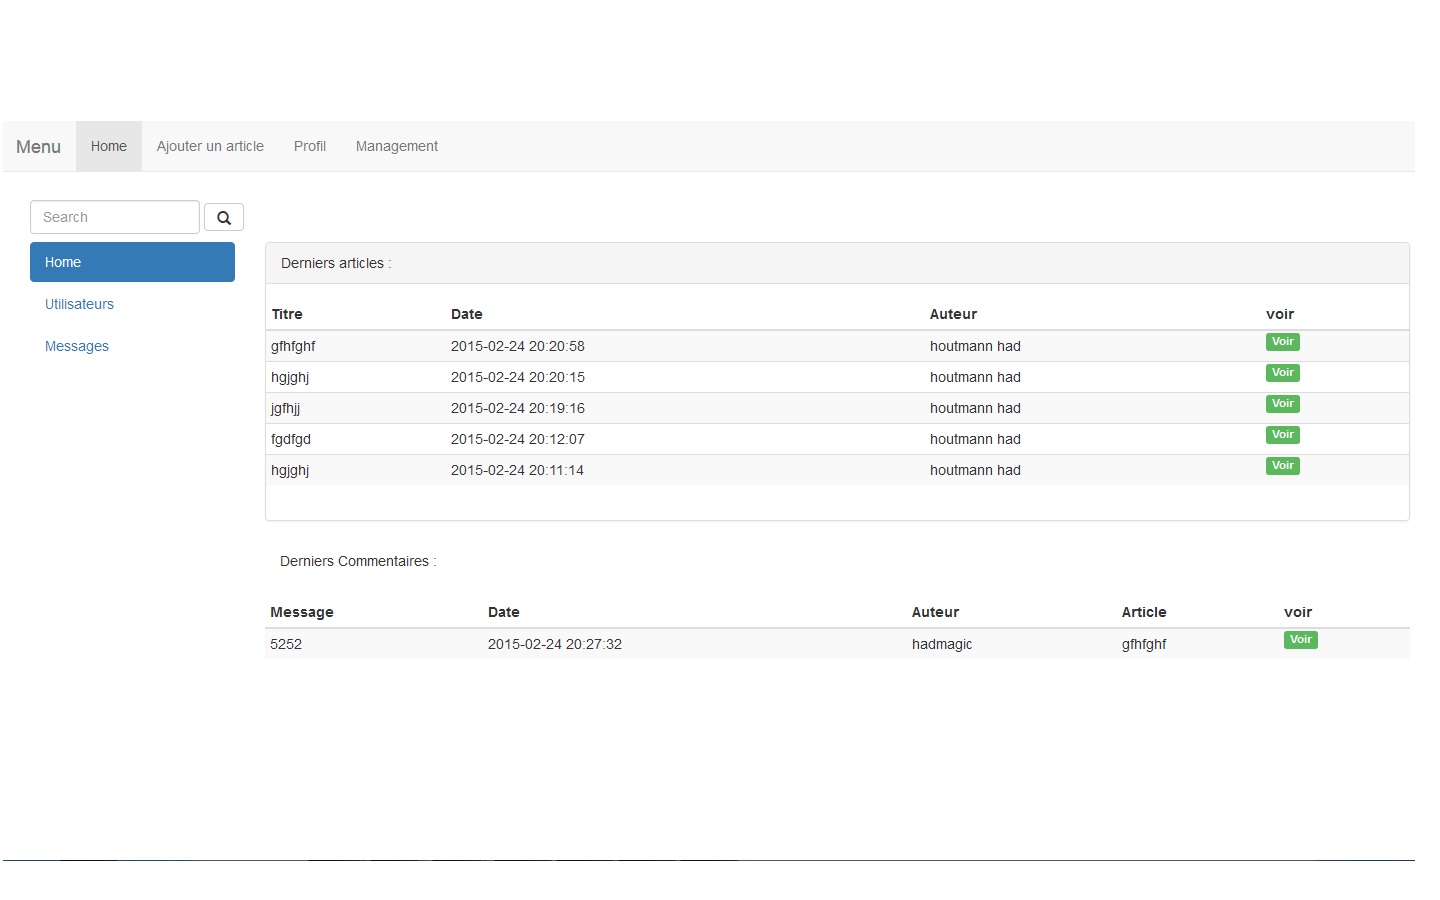 Menu Home Ajouter un article Profil Management
Search
Home
Utilisateurs
Messages
Derniers articles :
Titre Date Auteur voir
gfhfghf 2015-02-24 20:20:58 houtmann had Voir
hgjghj 2015-02-24 20:20:15 houtmann had Voir
jgfhjj 2015-02-24 20:19:16 houtmann had Voir
fgdfgd 2015-02-24 20:12:07 houtmann had Voir
hgjghj 2015-02-24 20:11:14 houtmann had Voir
Derniers Commentaires :
Message Date Auteur Article voir
5252 2015-02-24 20:27:32 hadmagic gfhfghf Voir